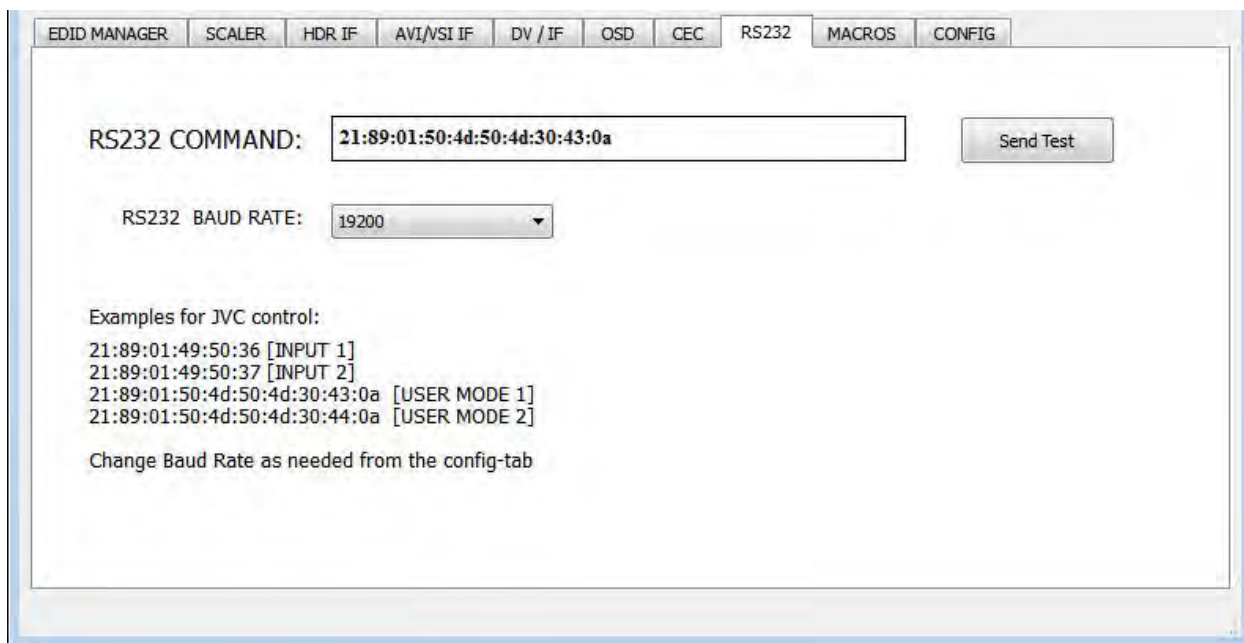 EDID MANAGER SCALER HDR IF AVI/VSI IF DV / IF OSD CEC RS232 MACROS CONFIG
RS232 COMMAND: 21:89:01:50:4d:50:4d:30:43:0a Send Test
RS232 BAUD RATE: 19200
Examples for JVC control:
21:89:01:49:50:36 [INPUT 1]
21:89:01:49:50:37 [INPUT 2]
21:89:01:50:4d:50:4d:30:43:0a [USER MODE 1]
21:89:01:50:4d:50:4d:30:44:0a [USER MODE 2]
Change Baud Rate as needed from the config-tab